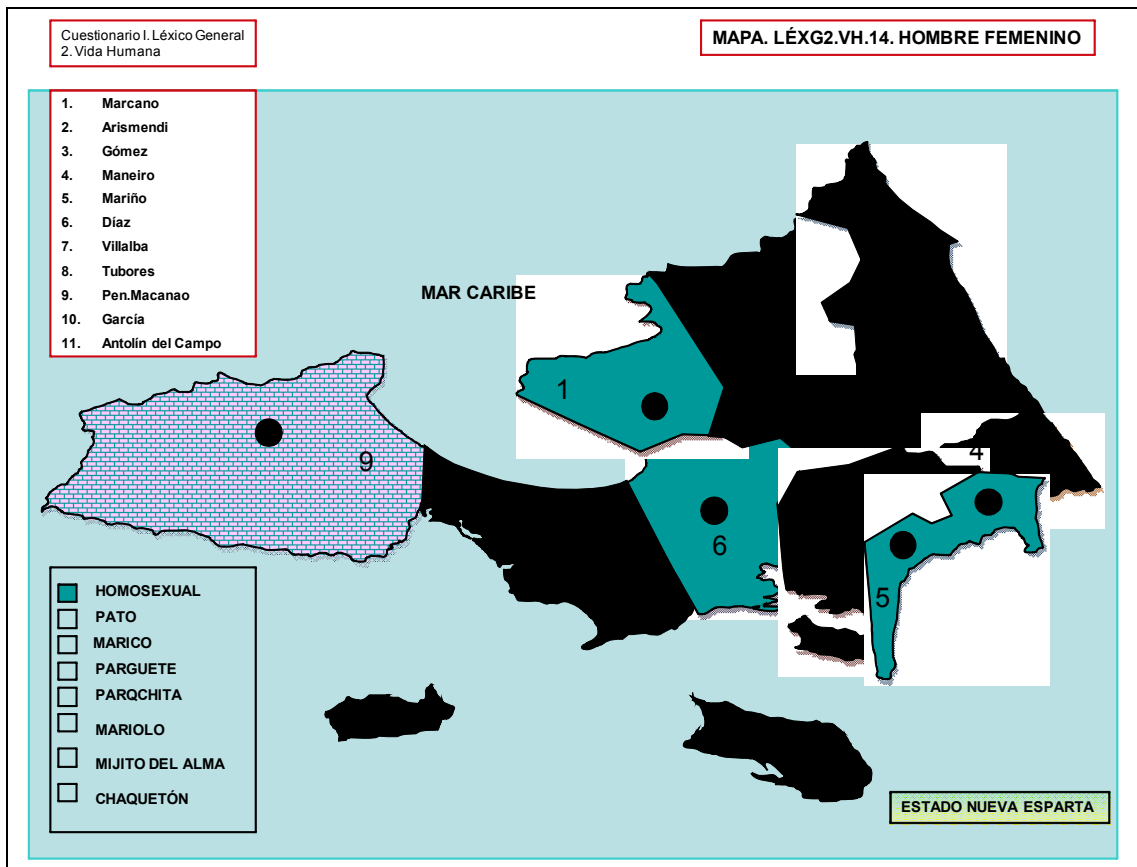 Cuestionario I. Léxico General
2. Vida Humana
MAPA. LÉXG2.VH.14. HOMBRE FEMENINO
1. Marcano
2. Arismendi
3. Gómez
4. Maneiro
5. Mariño
6. Díaz
7. Villalba
8. Tubores
9. Pen.Macanao
10. García
11. Antolín del Campo
MAR CARIBE
1
4
9
6
5
HOMOSEXUAL
PATO
MARICO
PARGUETE
PARQCHITA
MARIOLO
MIJITO DEL ALMA
CHAQUETÓN
ESTADO NUEVA ESPARTA